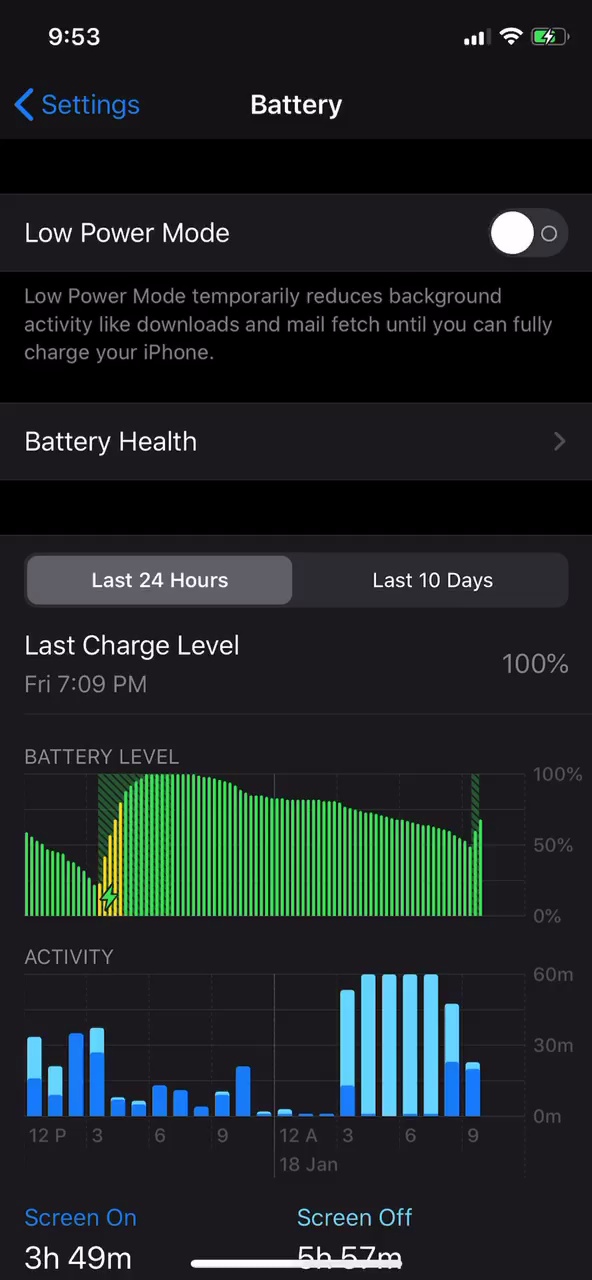 9:53
Settings
Battery
Low Power Mode
Low Power Mode temporarily reduces background
activity like downloads and mail fetch until you can fully
charge your iPhone.
Battery Health
Last 24 Hours
Last 10 Days
Last Charge Level
100%
Fri 7:09 PM
BATTERY LEVEL
100%
50%
0%
ACTIVITY
60m
30m
0m
12 P 3 6 9 12 A 3 6 9
18 Jan
Screen On
Screen Off
3h 49m
5h 57m